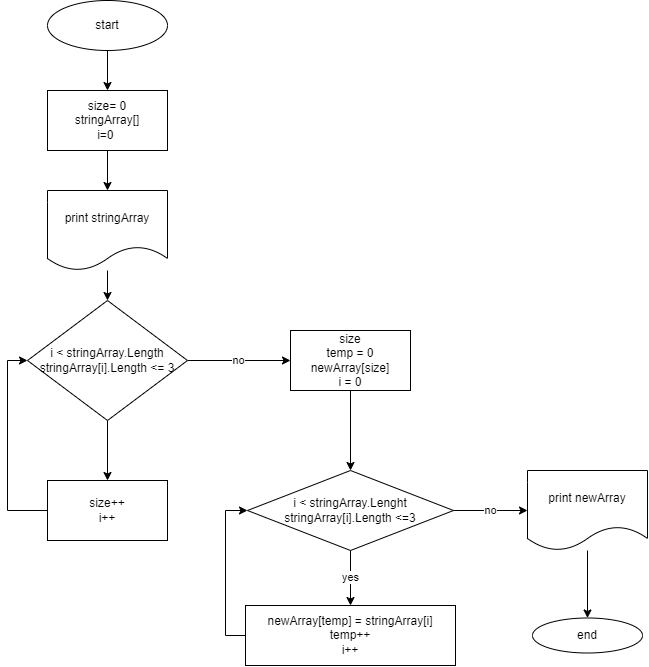 start
size= 0
stringArray[]
i=0
print stringArray
i < stringArray.Length
stringArray[i].Length <= 3
no
size
temp = 0
newArray[size]
i = 0
size++
i++
i < stringArray.Lenght
stringArray[i].Length <=3
no
print newArray
yes
newArray[temp] = stringArray[i]
temp++
i++
end